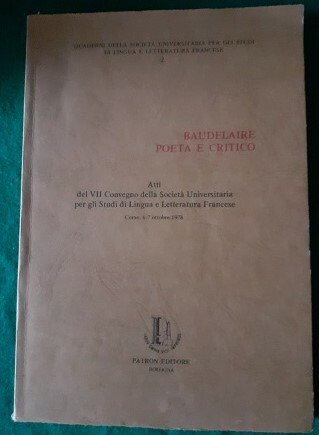 QUADERNI DELLA SOCIETÀ UNIVERSITARIA PER GLI STUDI
DI LINGUA E LETTERATURA FRANCESE
2
BAUDELAIRE
POETA E CRITICO
Atti
del VII Convegno della Società Universitaria
per gli Studi di Lingua e Letteratura Francese
Como, 6-7 ottobre 1978
PATRON EDITORE
BOLOGNA